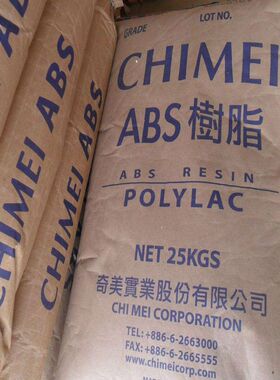 GRADE
LOT NO.
CHIMEI
ABS 樹脂
ABS RESIN
POLYLAC
NET 25KGS
奇美實業股份有限公司
CHI MEI CORPORATION
TEL: +886-6-2663000
FAX: +886-6-2665555
www.chimeicorp.com
CHIMEI ABS
CHIMEI ABS